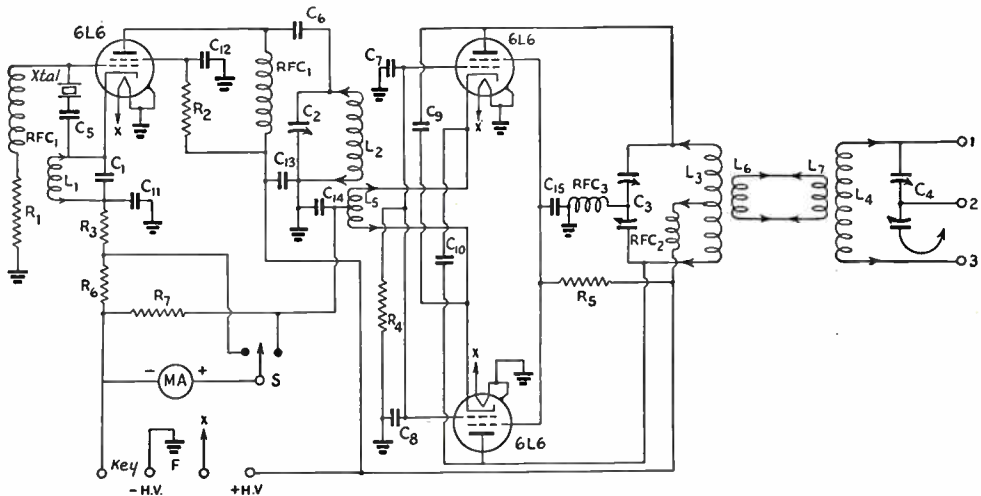 6L6
C6
6L6
Xtal
C12
C7
RFC1
C5
R2
C2
C9
L2
RFC1
C13
L1
C1
C11
C14
L5
C15
RFC3
C3
L3
L6
L7
L4
C4
1
2
3
R1
R3
RFC2
C10
R6
R7
R4
R5
X
X
X
- MA +
S
C8
6L6
Key
F
X
- H.V.
+H.V